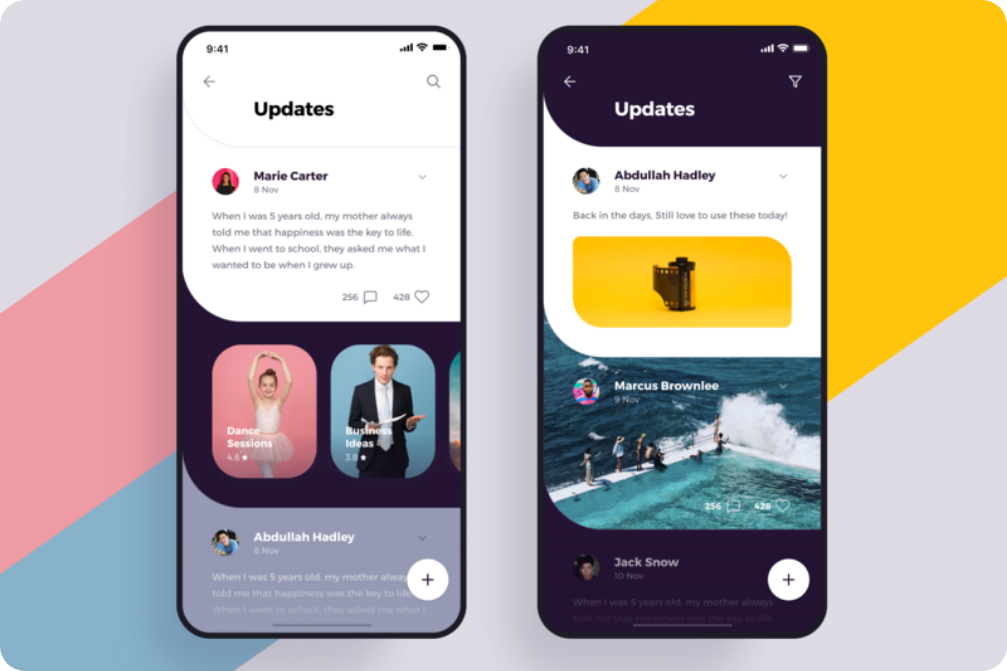 9:41
Updates
Marie Carter
8 Nov
When I was 5 years old, my mother always
told me that happiness was the key to life.
When I went to school, they asked me what I
wanted to be when I grew up.
256
428
Dance
Sessions
4.6
Business
Ideas
3.8
Abdullah Hadley
8 Nov
When I was 5 years old, my mother alway
told me that happiness was the key to life.
When I went to school, they asked me what I
9:41
Updates
Abdullah Hadley
8 Nov
Back in the days, Still love to use these today!
Marcus Brownlee
9 Nov
256
428
Jack Snow
10 Nov
When I was 5 years old, my mother always
told me that happiness was the key to life.